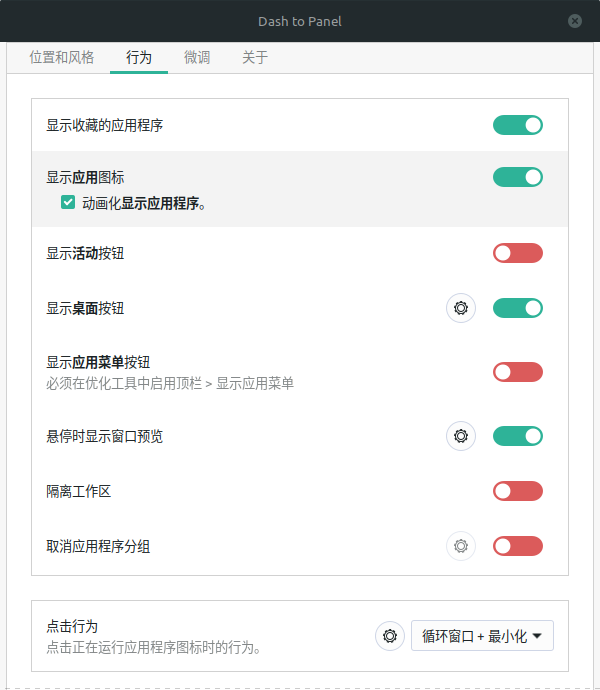 Dash to Panel
位置和风格 行为 微调 关于
显示收藏的应用程序
显示应用图标
动画化显示应用程序。
显示活动按钮
显示桌面按钮
显示应用菜单按钮
必须在优化工具中启用顶栏 > 显示应用菜单
悬停时显示窗口预览
隔离工作区
取消应用程序分组
点击行为
点击正在运行应用程序图标时的行为。
循环窗口 + 最小化